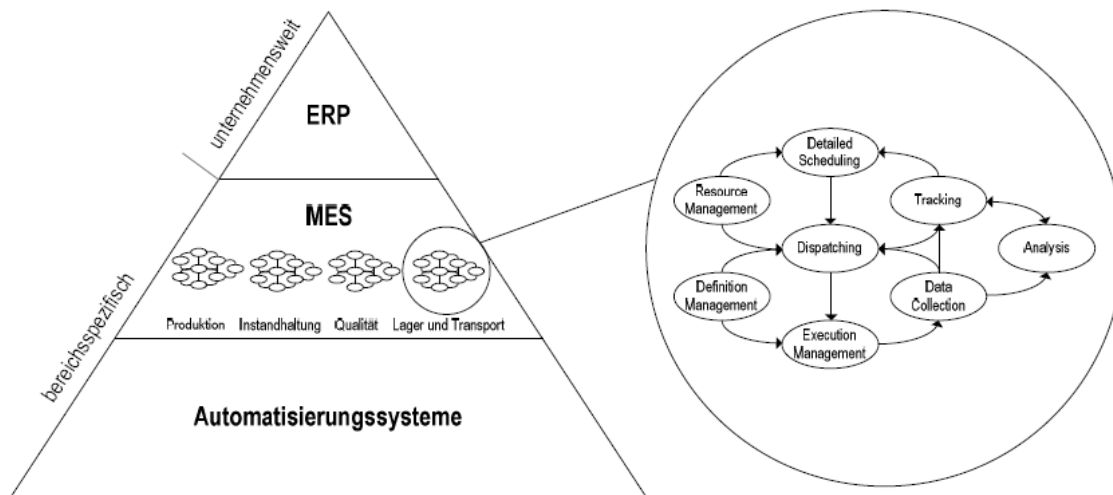 unternehmensweit
bereichsspezifisch
ERP
MES
Produktion
Instandhaltung
Qualität
Lager und Transport
Automatisierungssysteme
Detailed
Scheduling
Resource
Management
Tracking
Dispatching
Analysis
Definition
Management
Data
Collection
Execution
Management